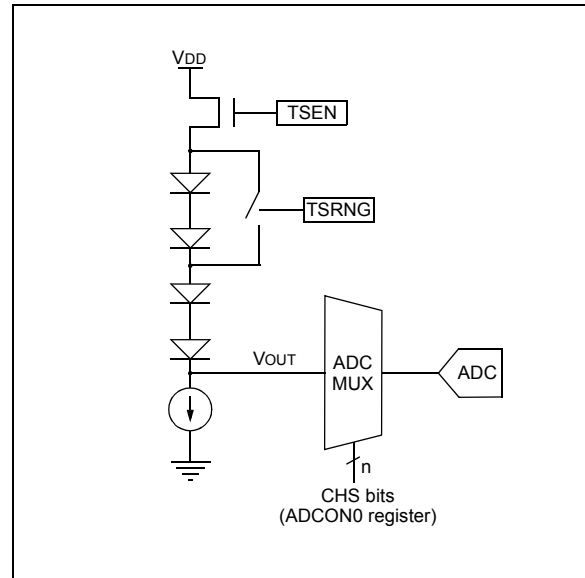 VDD
TSEN
TSRNG
VOUT
ADC
MUX
ADC
n
CHS bits
(ADCON0 register)